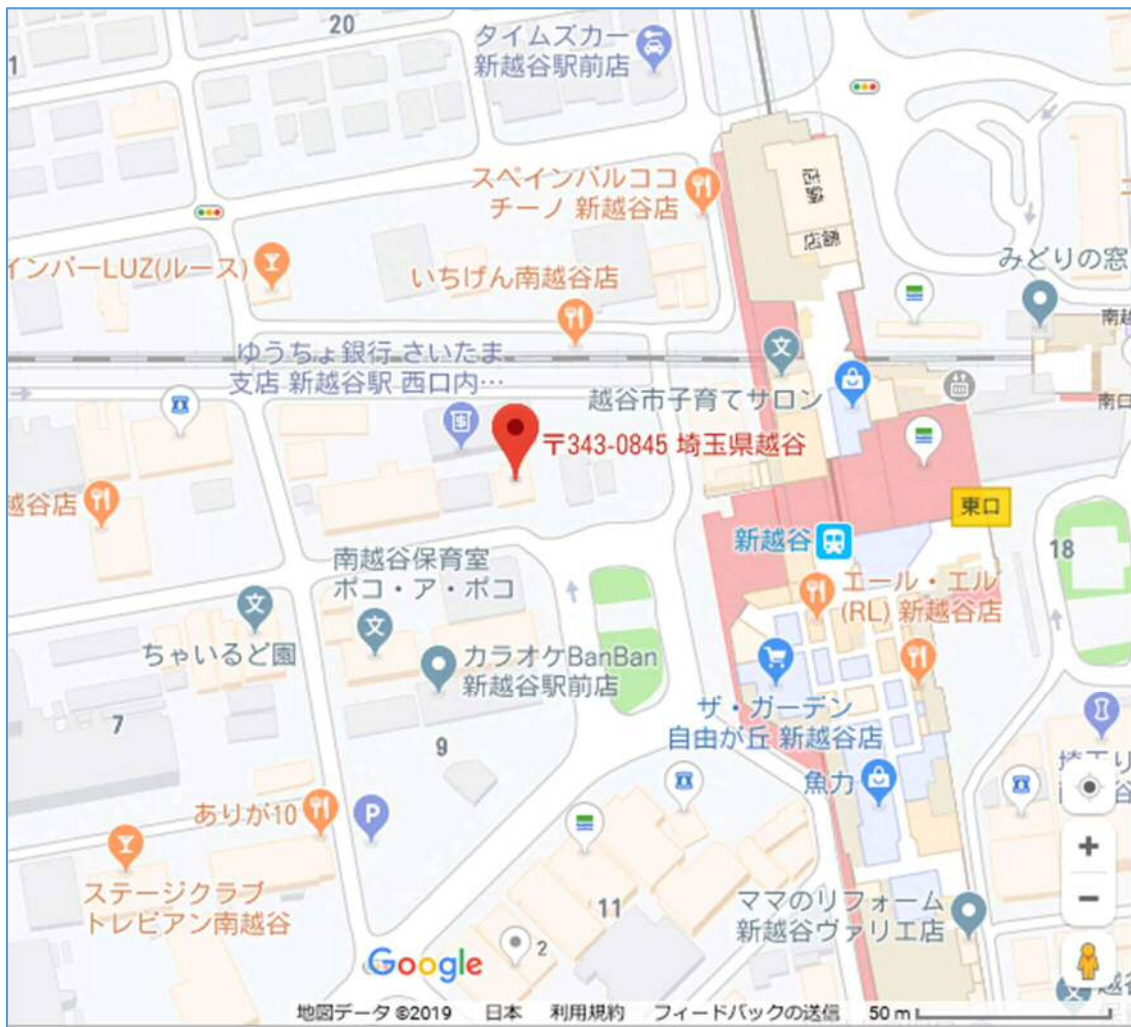 20
1
タイムズカー
新越谷駅前店
スペインバルココ
チーノ 新越谷店
みどりの窓
インバーLUZ(ルース)
いちげん南越谷店
南越
ゆうちょ銀行 さいたま
支店 新越谷駅 西口内…
越谷市子育てサロン
南口
〒343-0845 埼玉県越谷
越谷店
東口
新越谷
18
南越谷保育室
ポコ・ア・ポコ
エール・エル
(RL) 新越谷店
ちゃいるど園
カラオケBanBan
新越谷駅前店
7
9
ザ・ガーデン
自由が丘 新越谷店
魚力
ありが10
P
ステージクラブ
トレビアン南越谷
11
ママのリフォーム
新越谷ヴァリエ店
2
Google
地図データ ©2019 日本 利用規約 フィードバックの送信 50 m